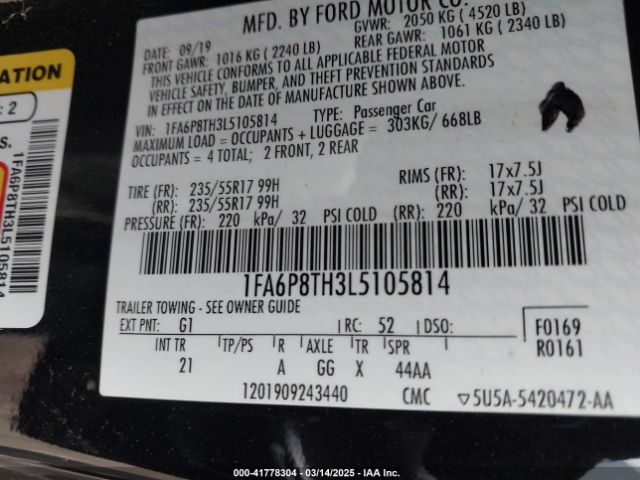 MFD. BY FORD MOTOR CO.
DATE: 09/19
GVWR: 2050 KG (4520 LB)
FRONT GAWR: 1016 KG (2240 LB)
REAR GAWR: 1061 KG (2340 LB)
THIS VEHICLE CONFORMS TO ALL APPLICABLE FEDERAL MOTOR
VEHICLE SAFETY, BUMPER, AND THEFT PREVENTION STANDARDS
IN EFFECT ON THE DATE OF MANUFACTURE SHOWN ABOVE.
VIN: 1FA6P8TH3L5105814 TYPE: Passenger Car
MAXIMUM LOAD = OCCUPANTS + LUGGAGE = 303KG/ 668LB
OCCUPANTS = 4 TOTAL; 2 FRONT, 2 REAR
TIRE (FR): 235/55R17 99H RIMS (FR): 17x7.5J
(RR): 235/55R17 99H (RR): 17x7.5J
PRESSURE (FR): 220 kPa/ 32 PSI COLD (RR): 220 kPa/ 32 PSI COLD
1FA6P8TH3L5105814
TRAILER TOWING - SEE OWNER GUIDE
EXT PNT: G1 RC: 52 DSO: F0169
R0161
INT TR TP/PS R AXLE TR SPR
21 A GG X 44AA
1201909243440 CMC ▽5U5A-5420472-AA
ATION
: 2
S.
1FA6P8TH3L5105814
000-41778304 | 03/14/2025 | IAA Inc.